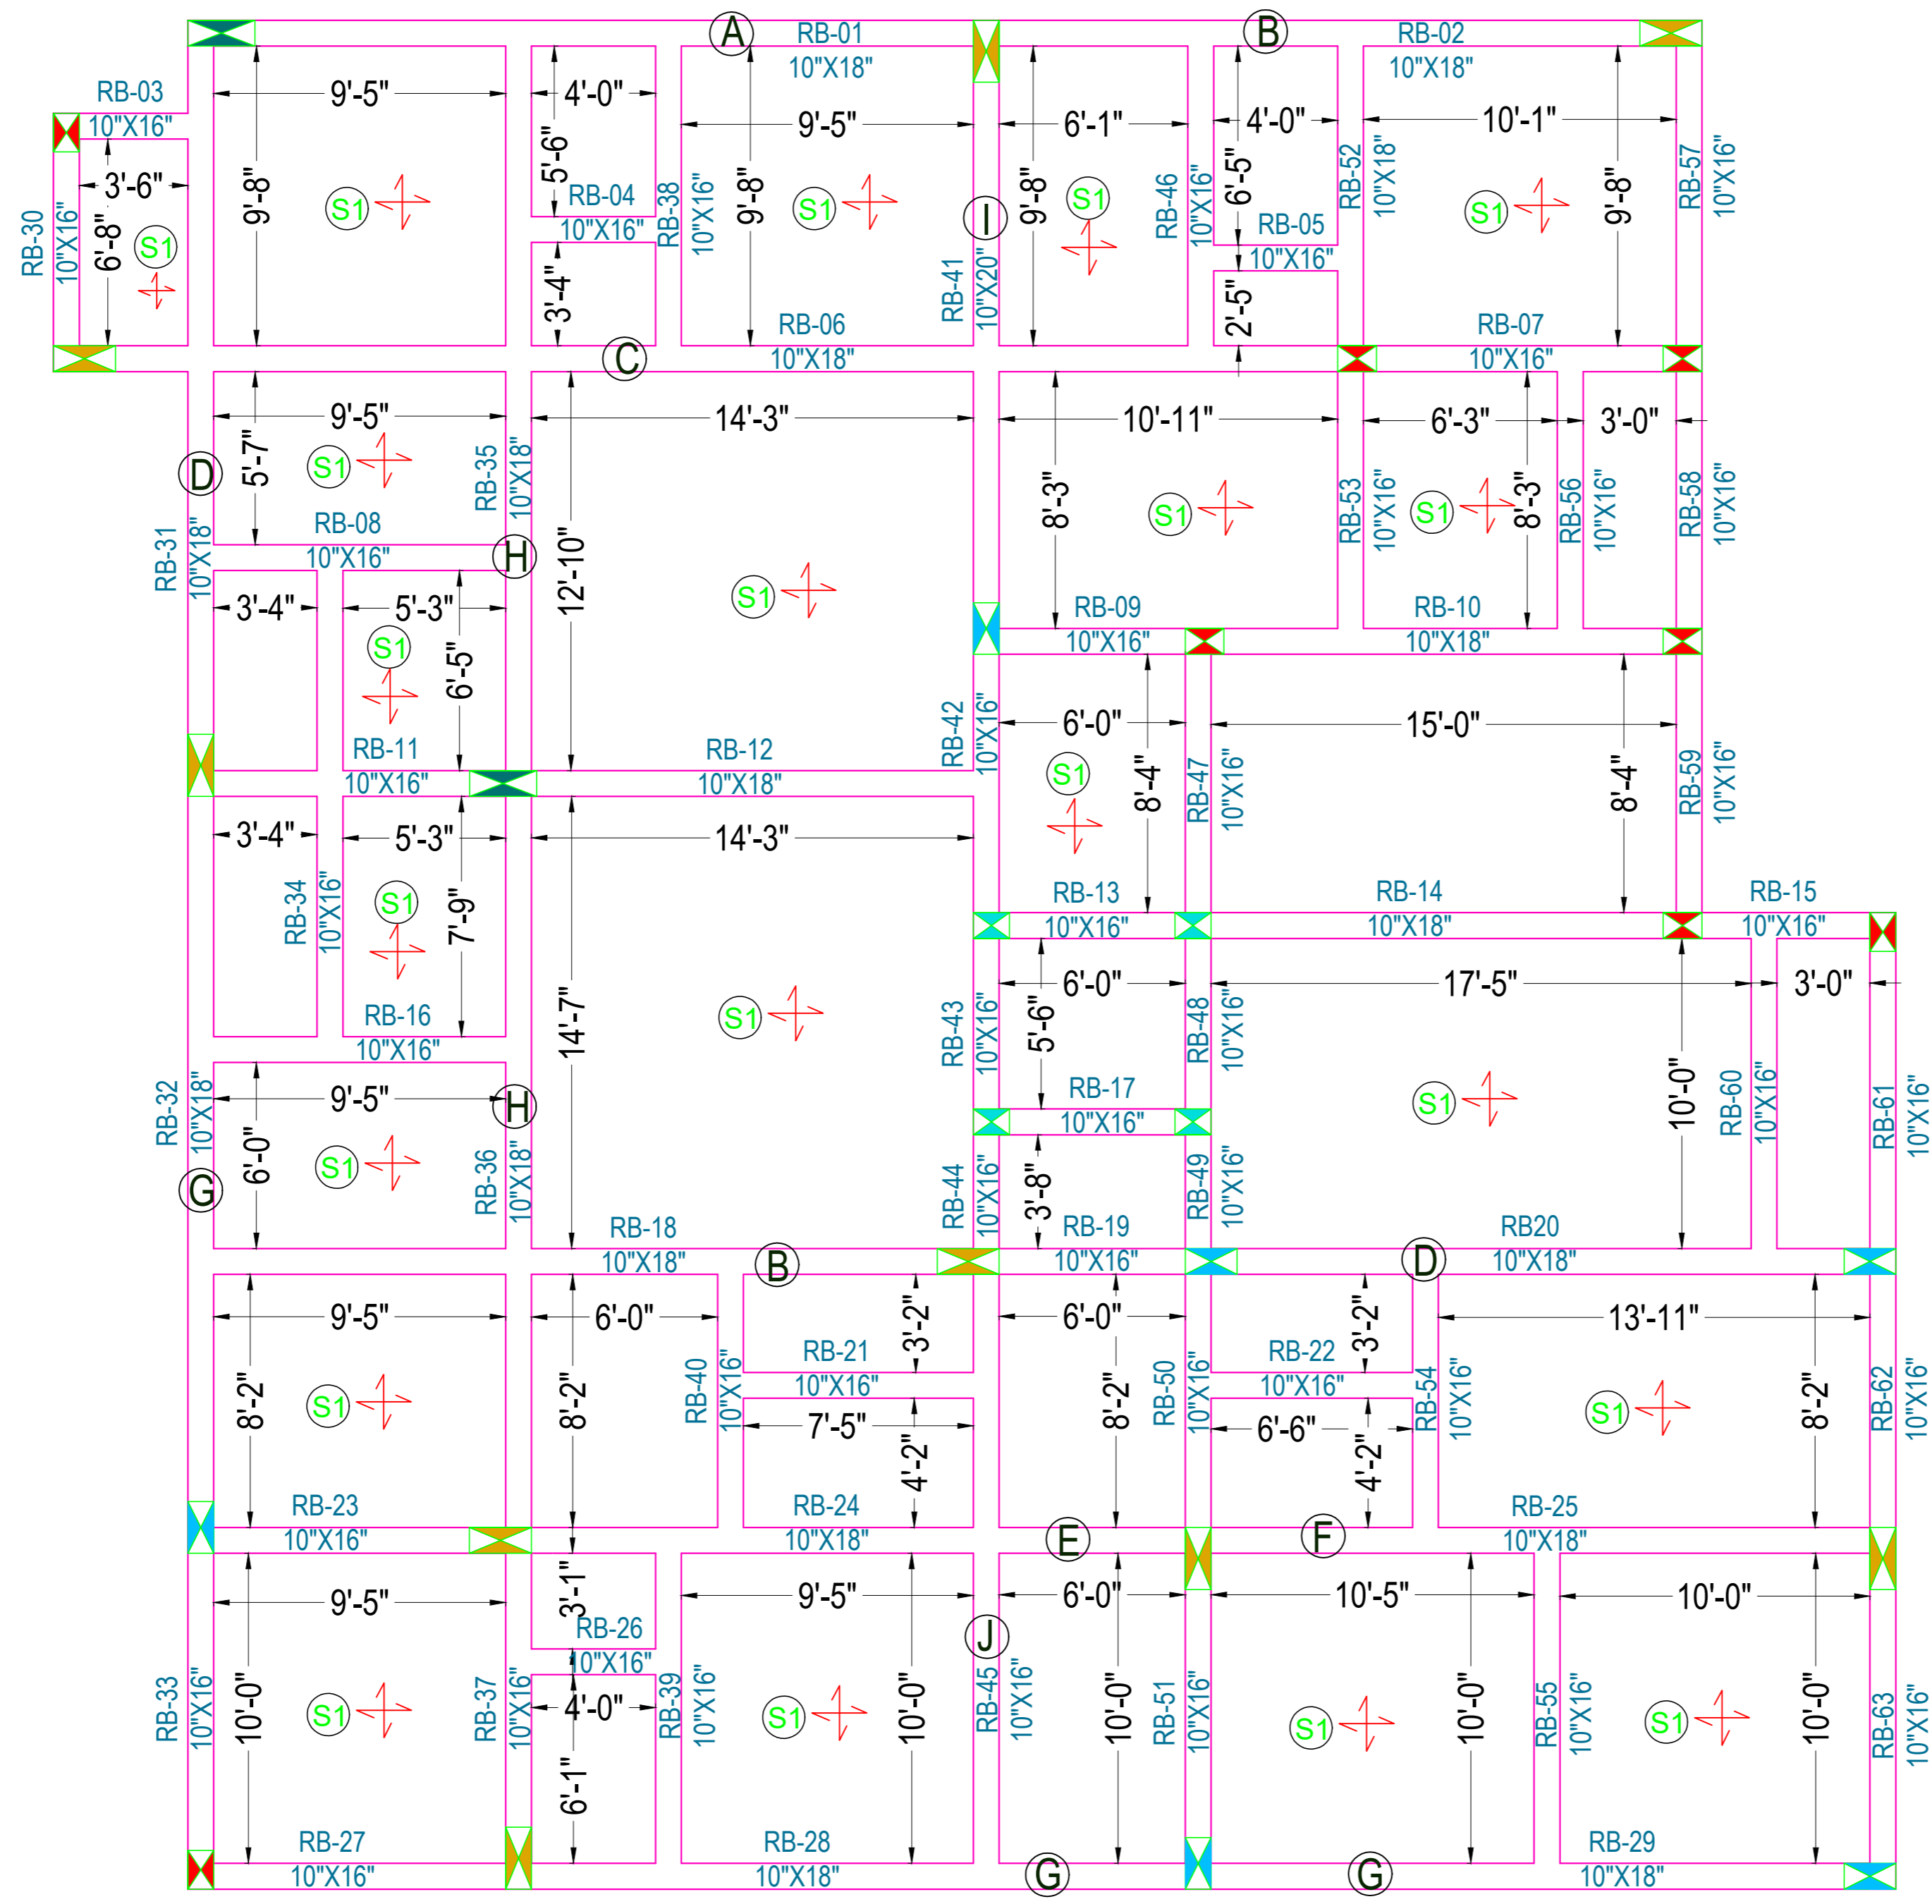 A
RB-01
10"X18"
B
RB-02
10"X18"
RB-03
10"X16"
9'-5"
4'-0"
9'-5"
6'-1"
4'-0"
10'-1"
3'-6"
RB-30
10"X16"
6'-8"
S1
9'-8"
S1
5'-6"
RB-04
10"X16"
3'-4"
RB-38
10"X16"
9'-8"
S1
I
RB-41
10"X20"
9'-8"
S1
RB-46
10"X16"
6'-5"
RB-05
10"X16"
2'-5"
RB-52
10"X18"
S1
9'-8"
RB-57
10"X16"
C
RB-06
10"X18"
RB-07
10"X16"
9'-5"
14'-3"
10'-11"
6'-3"
3'-0"
D
5'-7"
S1
RB-35
10"X18"
8'-3"
S1
RB-53
10"X16"
S1
8'-3"
RB-56
10"X16"
RB-58
10"X16"
RB-31
10"X18"
RB-08
10"X16"
H
12'-10"
S1
3'-4"
5'-3"
S1
6'-5"
RB-09
10"X16"
RB-10
10"X18"
RB-11
10"X16"
RB-12
10"X18"
RB-42
10"X16"
6'-0"
15'-0"
S1
8'-4"
RB-47
10"X16"
8'-4"
RB-59
10"X16"
3'-4"
5'-3"
14'-3"
RB-34
10"X16"
S1
7'-9"
RB-13
10"X16"
RB-14
10"X18"
RB-15
10"X16"
RB-16
10"X16"
14'-7"
S1
RB-43
10"X16"
6'-0"
5'-6"
RB-48
10"X16"
17'-5"
3'-0"
S1
10'-0"
RB-60
10"X16"
RB-61
10"X16"
RB-32
10"X18"
9'-5"
6'-0"
S1
H
RB-36
10"X18"
RB-17
10"X16"
G
RB-44
10"X16"
3'-8"
RB-49
10"X16"
RB-18
10"X18"
B
RB-19
10"X16"
RB20
10"X18"
D
9'-5"
6'-0"
3'-2"
6'-0"
3'-2"
13'-11"
8'-2"
S1
8'-2"
RB-40
10"X16"
RB-21
10"X16"
7'-5"
4'-2"
8'-2"
RB-50
10"X16"
RB-22
10"X16"
6'-6"
4'-2"
RB-54
10"X16"
S1
8'-2"
RB-62
10"X16"
RB-23
10"X16"
RB-24
10"X18"
E
F
RB-25
10"X18"
9'-5"
3'-1"
9'-5"
6'-0"
10'-5"
10'-0"
RB-26
10"X16"
4'-0"
J
RB-33
10"X16"
10'-0"
S1
RB-37
10"X16"
6'-1"
RB-39
10"X16"
S1
10'-0"
RB-45
10"X16"
10'-0"
RB-51
10"X16"
S1
10'-0"
RB-55
10"X16"
S1
10'-0"
RB-63
10"X16"
RB-27
10"X16"
RB-28
10"X18"
G
G
RB-29
10"X18"